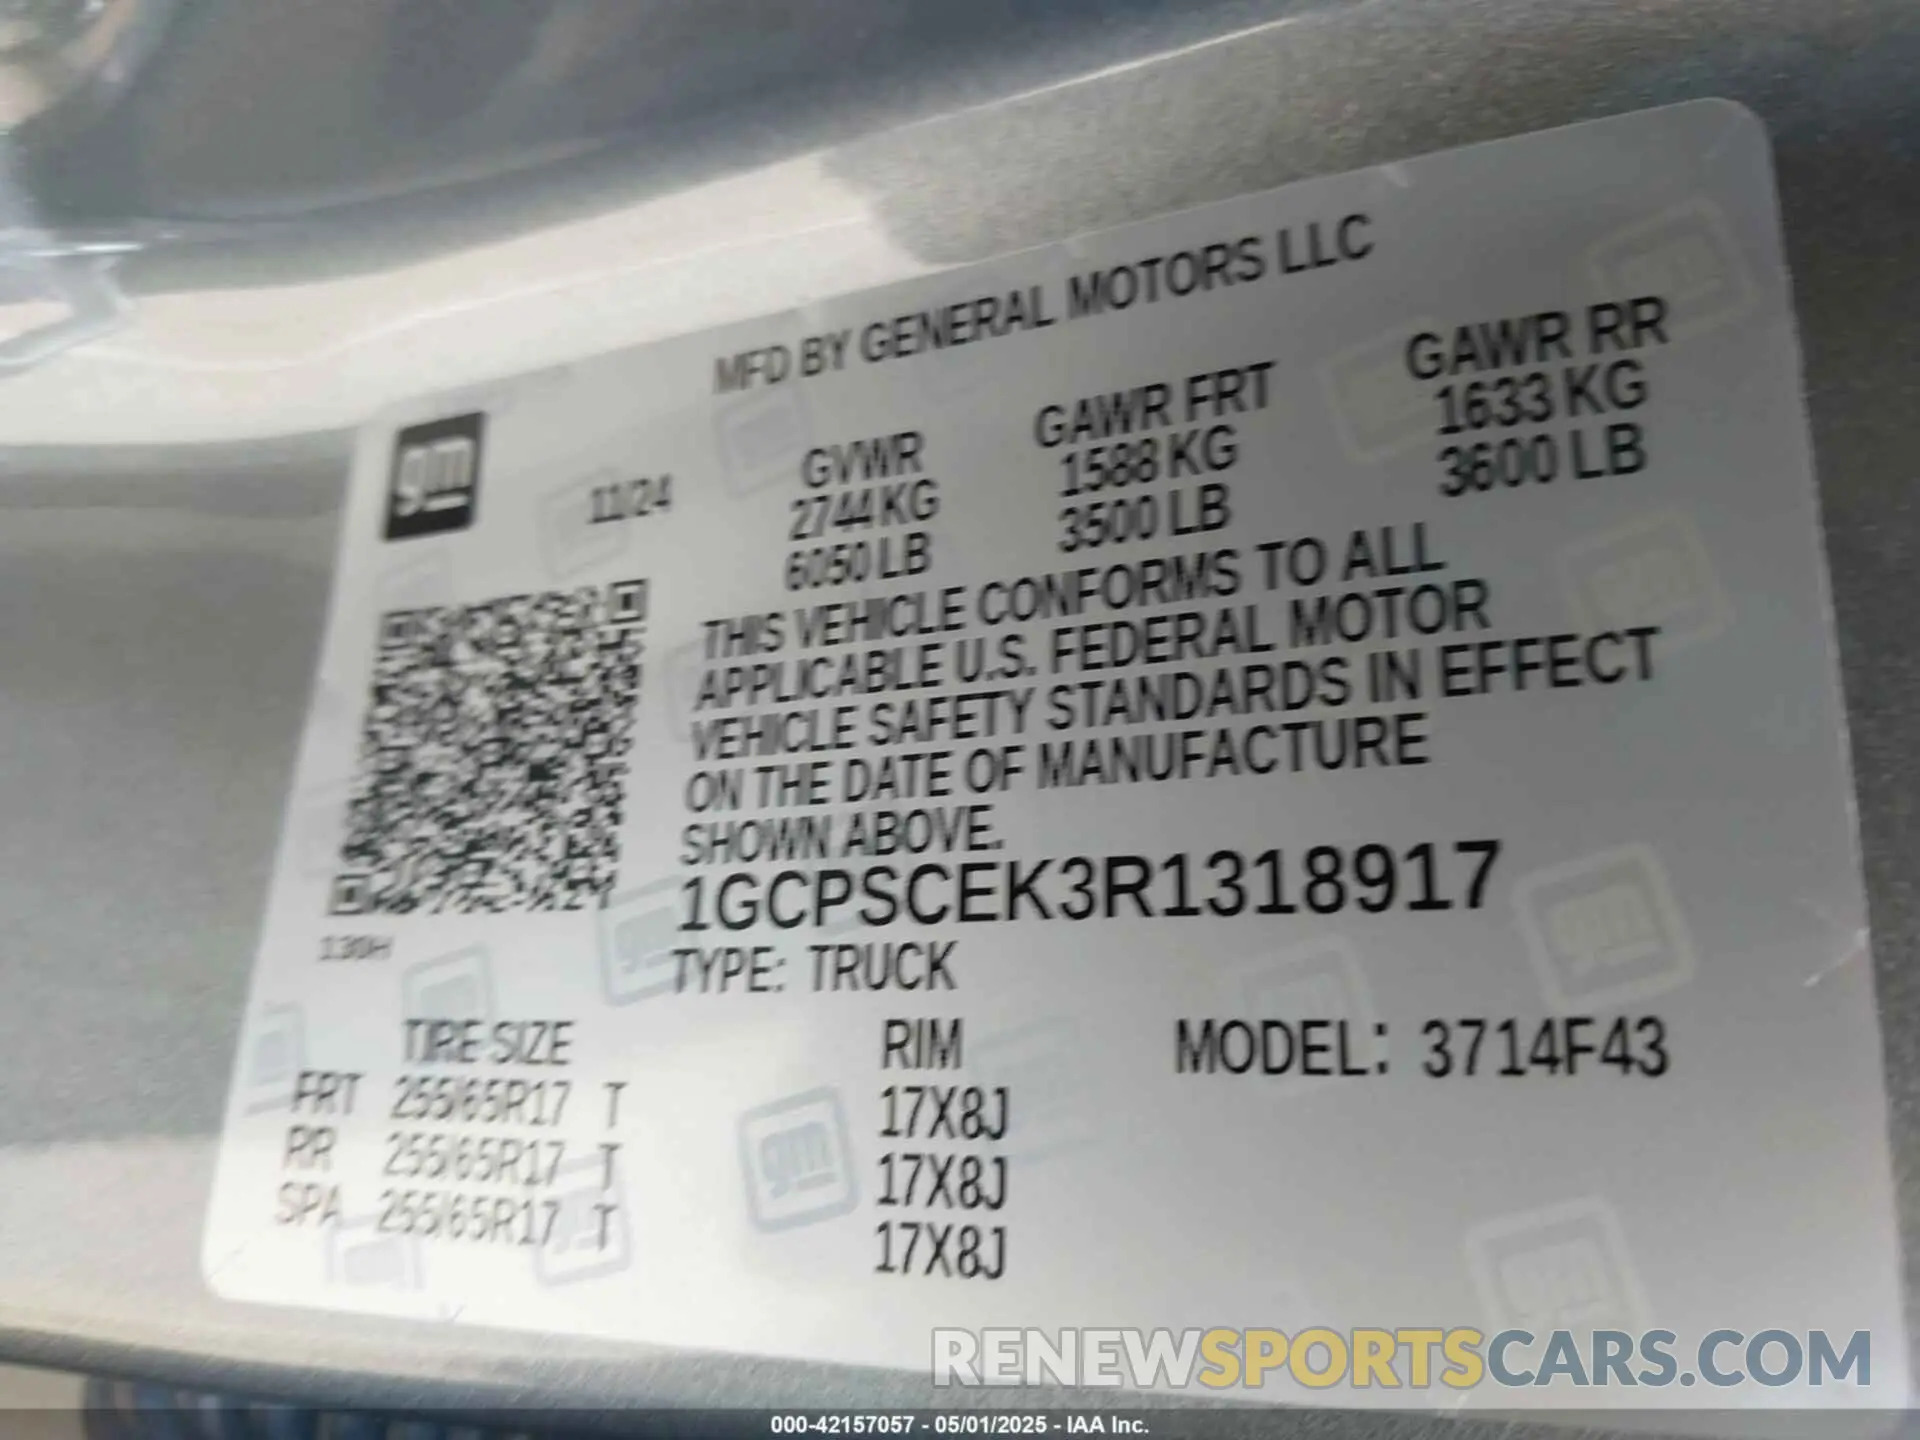 MFD BY GENERAL MOTORS LLC
gm
11/24
GVWR
2744 KG
6050 LB
GAWR FRT
1588 KG
3500 LB
GAWR RR
1633 KG
3600 LB
THIS VEHICLE CONFORMS TO ALL
APPLICABLE U.S. FEDERAL MOTOR
VEHICLE SAFETY STANDARDS IN EFFECT
ON THE DATE OF MANUFACTURE
SHOWN ABOVE.
1GCPSCEK3R1318917
130H
TYPE: TRUCK
TIRE SIZE RIM MODEL: 3714F43
FRT 255/65R17 T 17X8J
RR 255/65R17 T 17X8J
SPA 255/65R17 T 17X8J
RENEWSPORTSCARS.COM
000-42157057 - 05/01/2025 - IAA Inc.